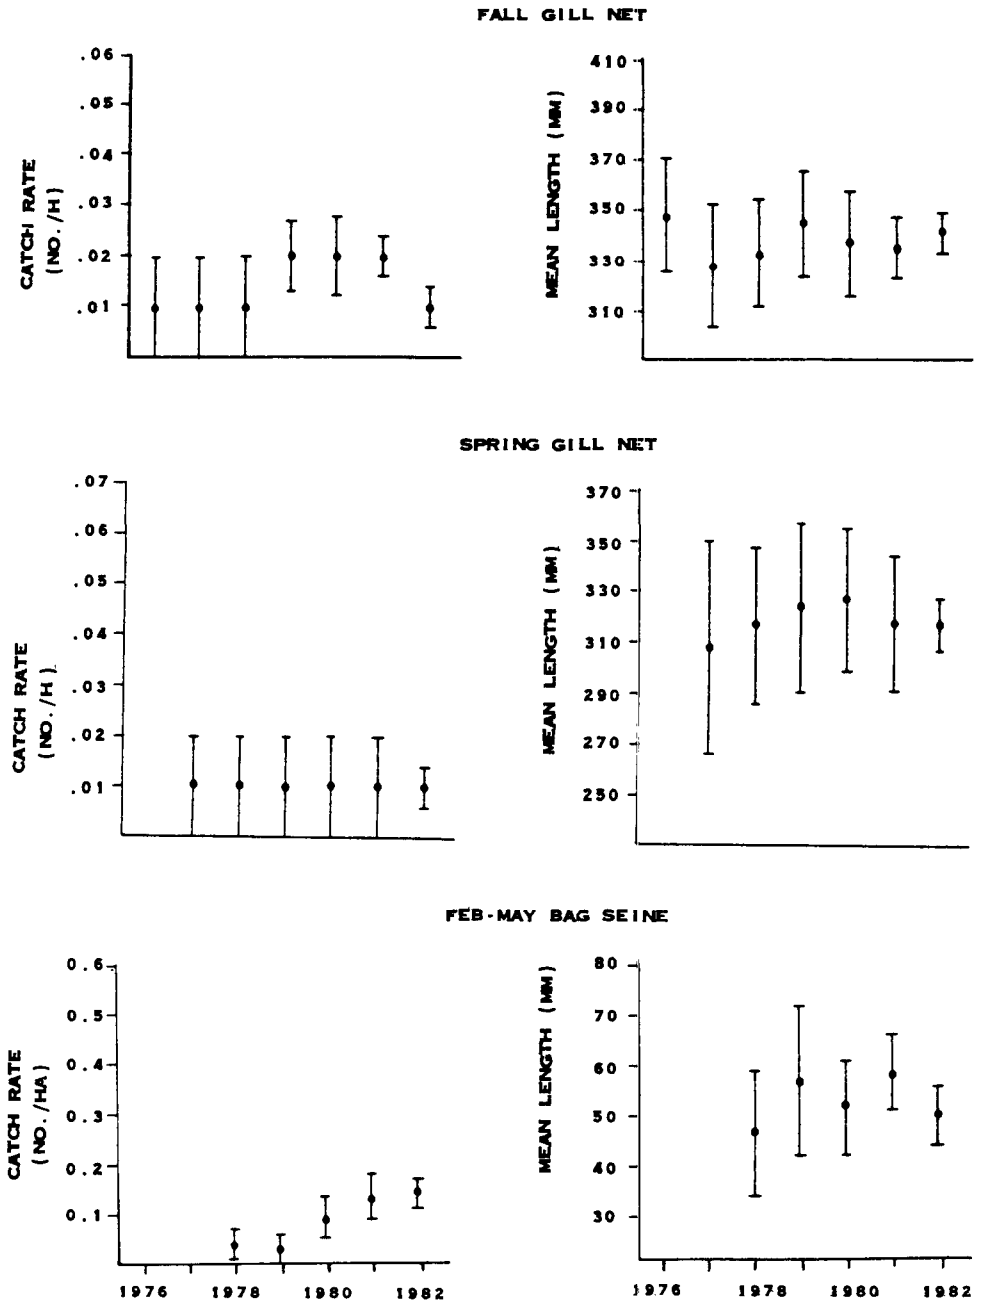 FALL GILL NET
.06
.05
.04
.03
.02
.01
CATCH RATE
(NO./H)
410
390
370
350
330
310
MEAN LENGTH (MM)
SPRING GILL NET
.07
.06
.05
.04
.03
.02
.01
CATCH RATE
(NO./H)
370
350
330
310
290
270
250
MEAN LENGTH (MM)
FEB-MAY BAG SEINE
0.6
0.5
0.4
0.3
0.2
0.1
CATCH RATE
(NO./HA)
1976 1978 1980 1982
80
70
60
50
40
30
MEAN LENGTH (MM)
1976 1978 1980 1982